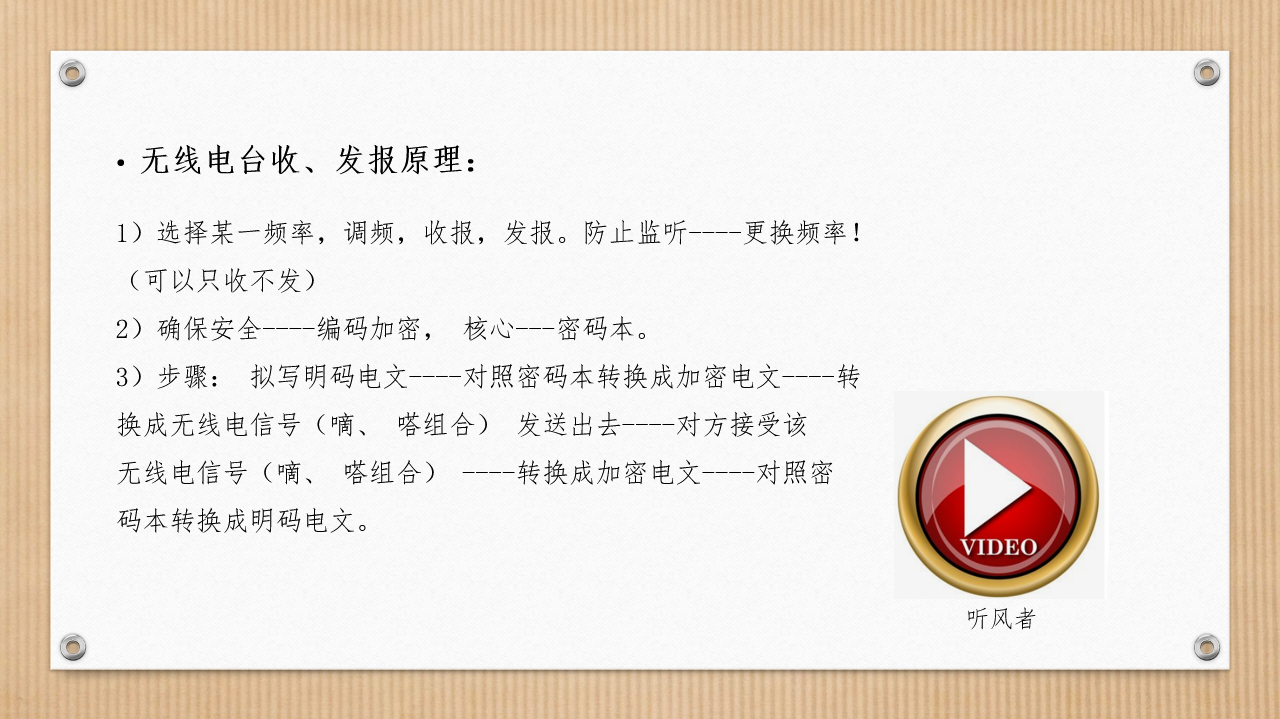 • 无线电台收、发报原理：
1）选择某一频率，调频，收报，发报。防止监听----更换频率！
（可以只收不发）
2）确保安全----编码加密， 核心---密码本。
3）步骤： 拟写明码电文----对照密码本转换成加密电文----转
换成无线电信号（嘀、 嗒组合） 发送出去----对方接受该
无线电信号（嘀、 嗒组合） ----转换成加密电文----对照密
码本转换成明码电文。
VIDEO
听风者